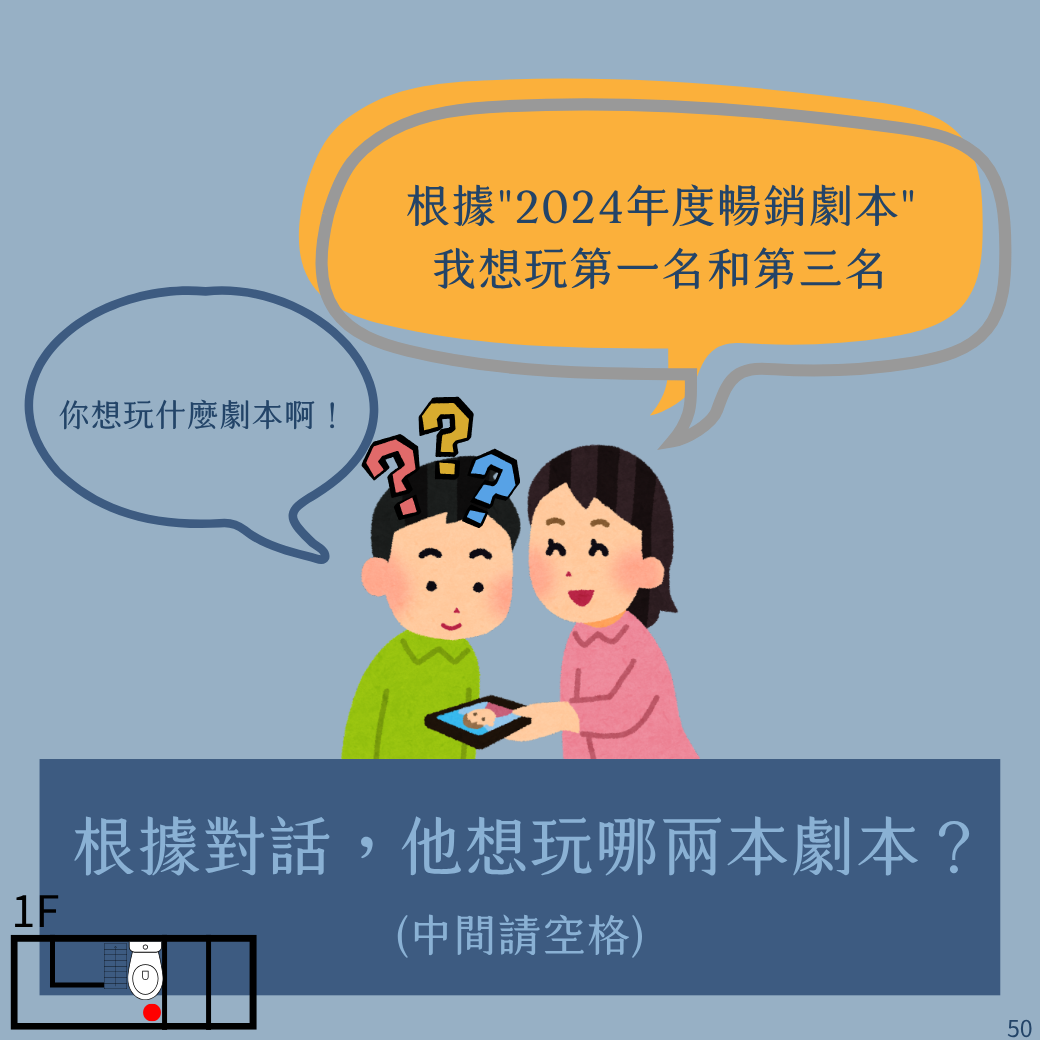 根據"2024年度暢銷劇本"
我想玩第一名和第三名
你想玩什麼劇本啊！
根據對話，他想玩哪兩本劇本？
(中間請空格)
1F
50